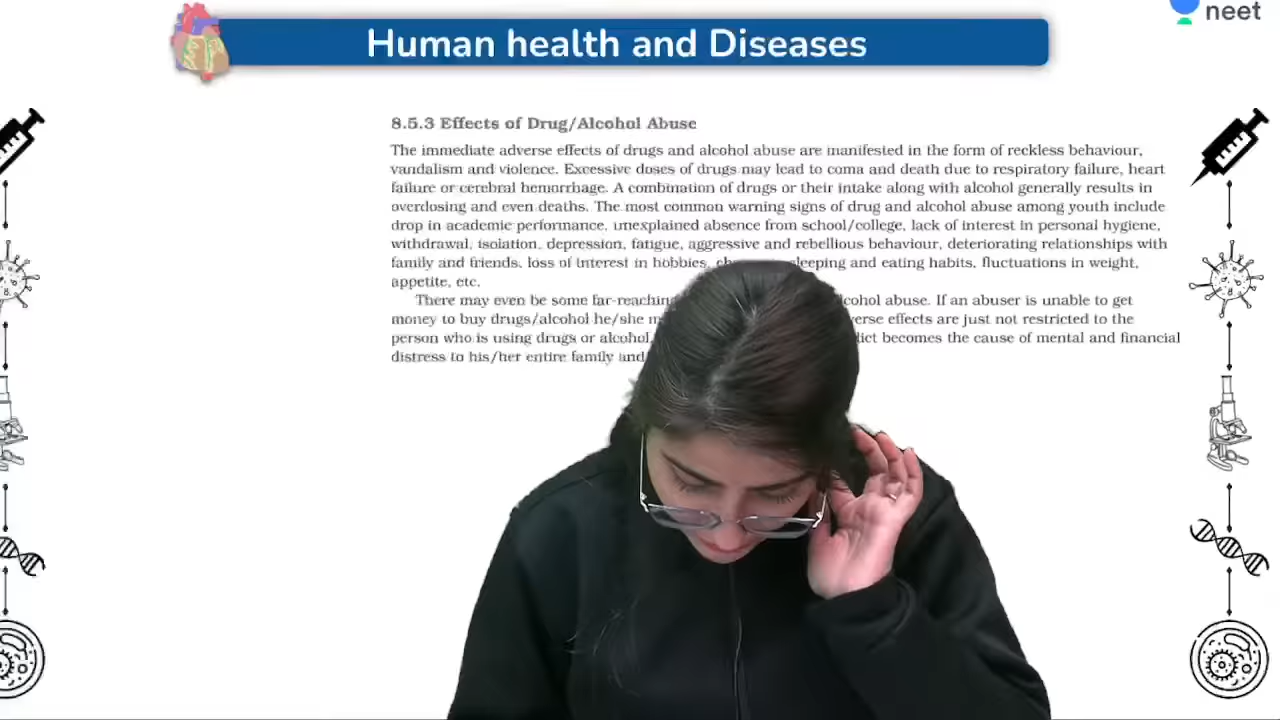 neet
Human health and Diseases
8.5.3 Effects of Drug/Alcohol Abuse
The immediate adverse effects of drugs and alcohol abuse are manifested in the form of reckless behaviour,
vandalism and violence. Excessive doses of drugs may lead to coma and death due to respiratory failure, heart
failure or cerebral hemorrhage. A combination of drugs or their intake along with alcohol generally results in
overdosing and even deaths. The most common warning signs of drug and alcohol abuse among youth include
drop in academic performance, unexplained absence from school/college, lack of interest in personal hygiene,
withdrawal, isolation, depression, fatigue, aggressive and rebellious behaviour, deteriorating relationships with
family and friends, loss of interest in hobbies, sleeping and eating habits, fluctuations in weight,
appetite, etc.
There may even be some far-reaching alcohol abuse. If an abuser is unable to get
money to buy drugs/alcohol he/she effects are just not restricted to the
person who is using drugs or alcohol. becomes the cause of mental and financial
distress to his/her entire family and